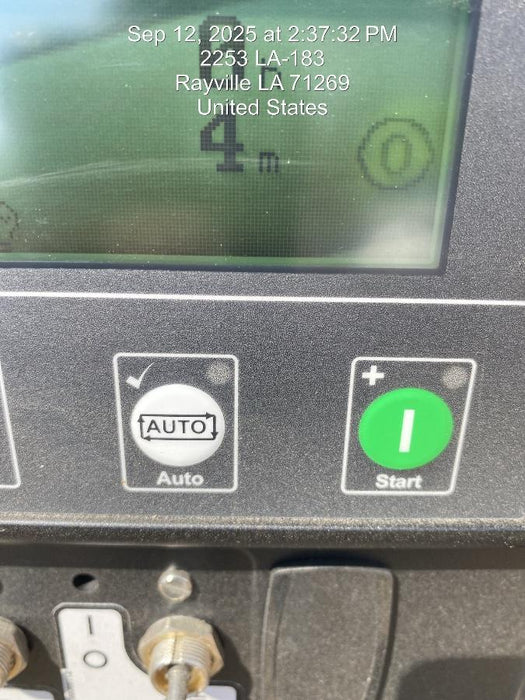 Sep 12, 2025 at 2:37:32 PM
2253 LA-183
Rayville LA 71269
United States
h
4 m
0
AUTO
Auto
Start